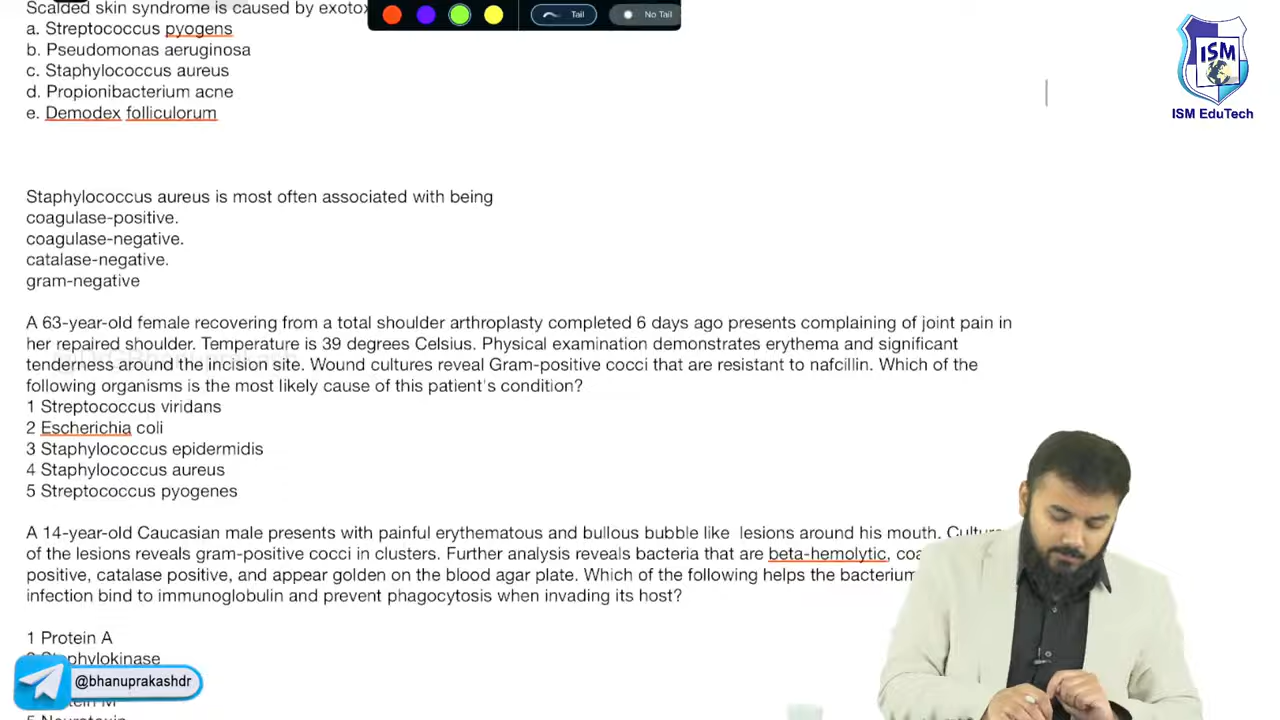 Scalded skin syndrome is caused by
a. Streptococcus pyogens
b. Pseudomonas aeruginosa
c. Staphylococcus aureus
d. Propionibacterium acne
e. Demodex folliculorum
Tail
No Tail
ISM
ISM EduTech
Staphylococcus aureus is most often associated with being
coagulase-positive.
coagulase-negative.
catalase-negative.
gram-negative
A 63-year-old female recovering from a total shoulder arthroplasty completed 6 days ago presents complaining of joint pain in
her repaired shoulder. Temperature is 39 degrees Celsius. Physical examination demonstrates erythema and significant
tenderness around the incision site. Wound cultures reveal Gram-positive cocci that are resistant to nafcillin. Which of the
following organisms is the most likely cause of this patient's condition?
1 Streptococcus viridans
2 Escherichia coli
3 Staphylococcus epidermidis
4 Staphylococcus aureus
5 Streptococcus pyogenes
A 14-year-old Caucasian male presents with painful erythematous and bullous bubble like lesions around his mouth.
of the lesions reveals gram-positive cocci in clusters. Further analysis reveals bacteria that are beta-hemolytic,
positive, catalase positive, and appear golden on the blood agar plate. Which of the following helps the bacterium
infection bind to immunoglobulin and prevent phagocytosis when invading its host?
1 Protein A
@bhanuprakashdr